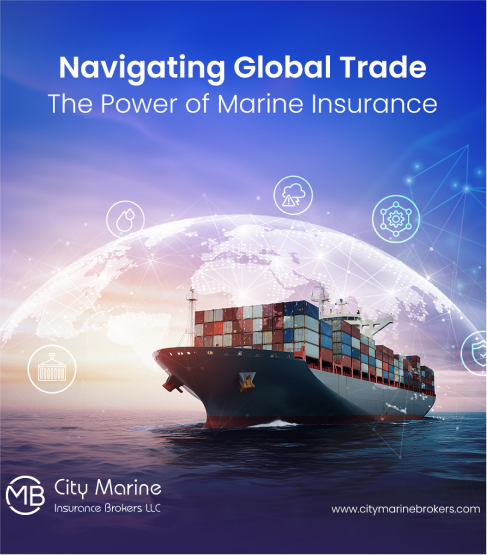 Navigating Global Trade
The Power of Marine Insurance
MB
City Marine
Insurance Brokers LLC
www.citymarinebrokers.com